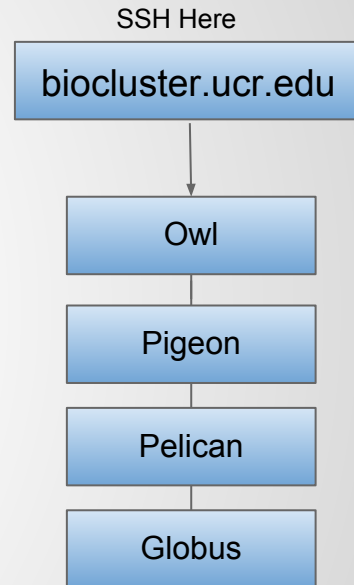 SSH Here
biocluster.ucr.edu
Owl
Pigeon
Pelican
Globus